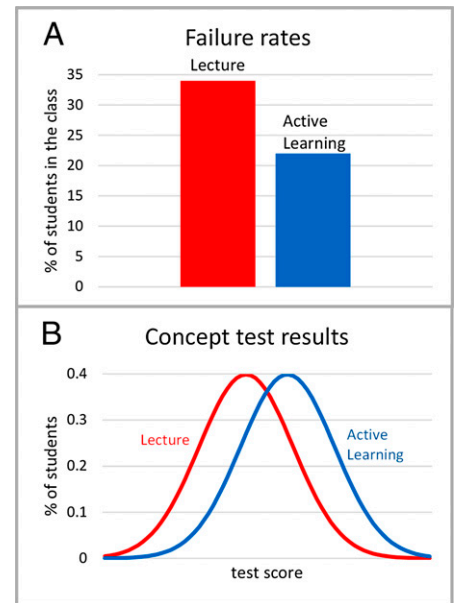 A
Failure rates
Lecture
Active
Learning
% of students in the class
35
30
25
20
15
10
5
0
B
Concept test results
% of students
0.4
0.3
0.2
0.1
0
Lecture
Active
Learning
test score